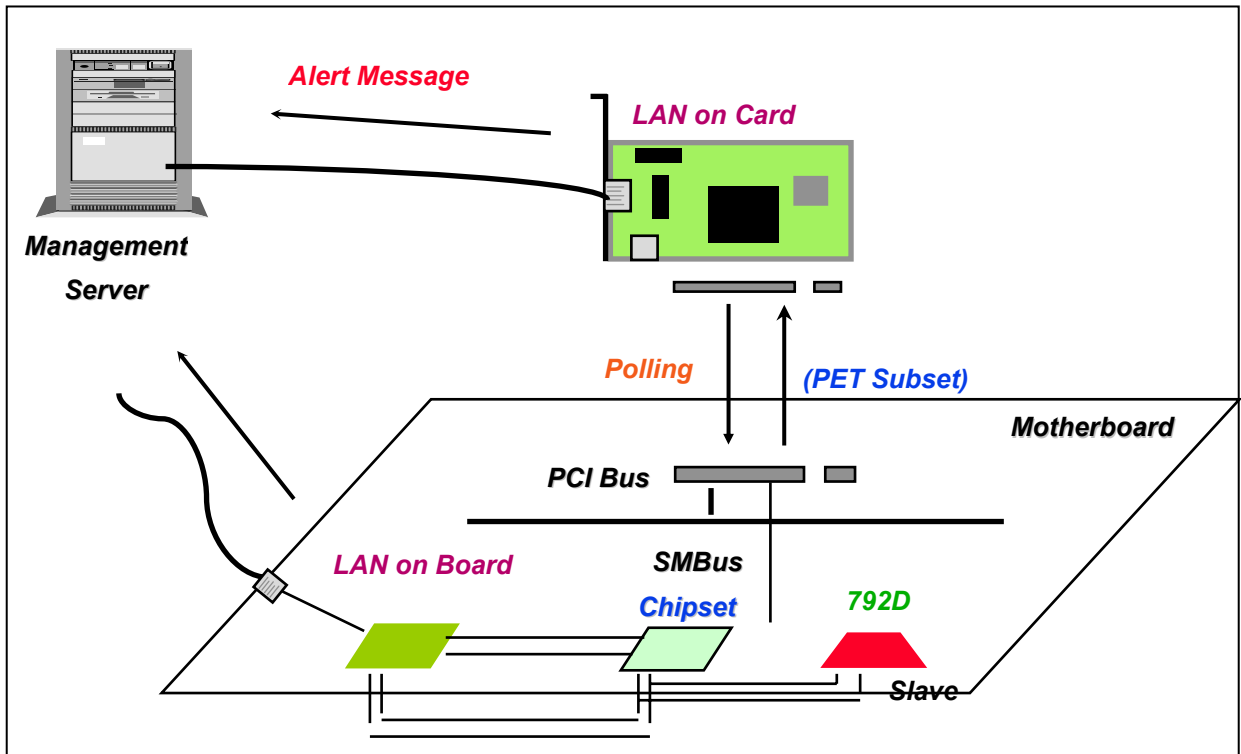 Alert Message
LAN on Card
Management
Server
Polling
(PET Subset)
Motherboard
PCI Bus
LAN on Board
SMBus
Chipset
792D
Slave